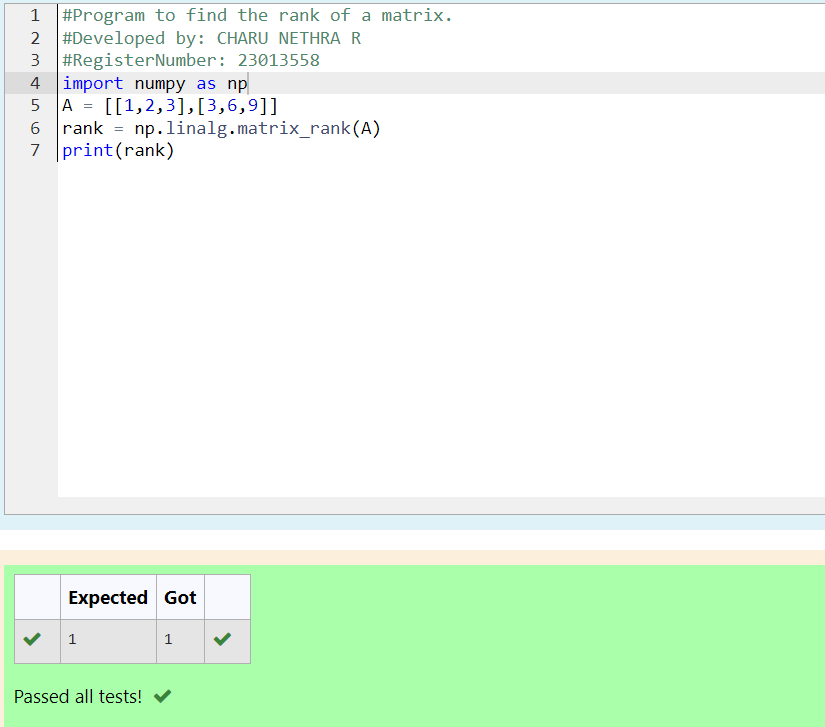 1 #Program to find the rank of a matrix.
2 #Developed by: CHARU NETHRA R
3 #RegisterNumber: 23013558
4 import numpy as np
5 A = [[1,2,3],[3,6,9]]
6 rank = np.linalg.matrix_rank(A)
7 print(rank)
Expected Got
1 1
Passed all tests!